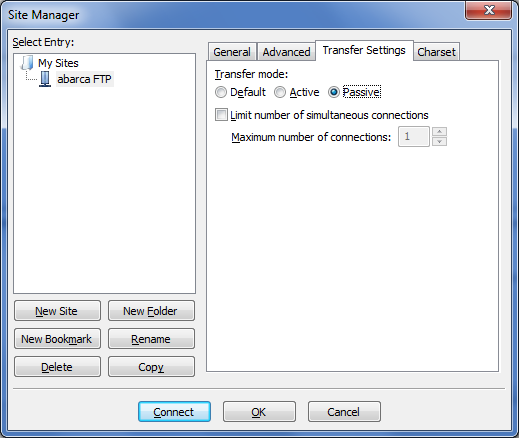 Site Manager
Select Entry:
My Sites
abarca FTP
New Site
New Folder
New Bookmark
Rename
Delete
Copy
General
Advanced
Transfer Settings
Charset
Transfer mode:
Default
Active
Passive
Limit number of simultaneous connections
Maximum number of connections: 1
Connect
OK
Cancel